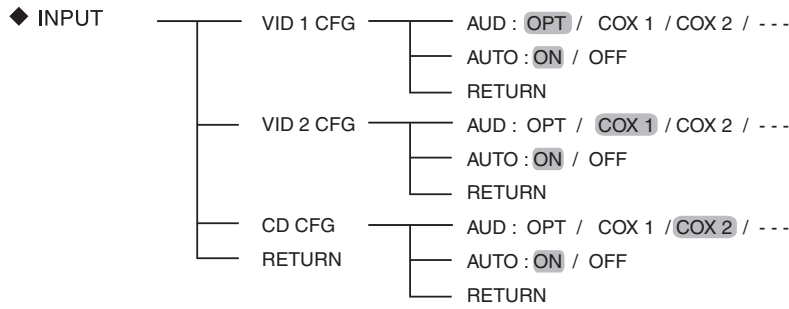 ◆ INPUT VID 1 CFG AUD : OPT / COX 1 / COX 2 / - - -
AUTO : ON / OFF
RETURN
VID 2 CFG AUD : OPT / COX 1 / COX 2 / - - -
AUTO : ON / OFF
RETURN
CD CFG AUD : OPT / COX 1 / COX 2 / - - -
RETURN AUTO : ON / OFF
RETURN